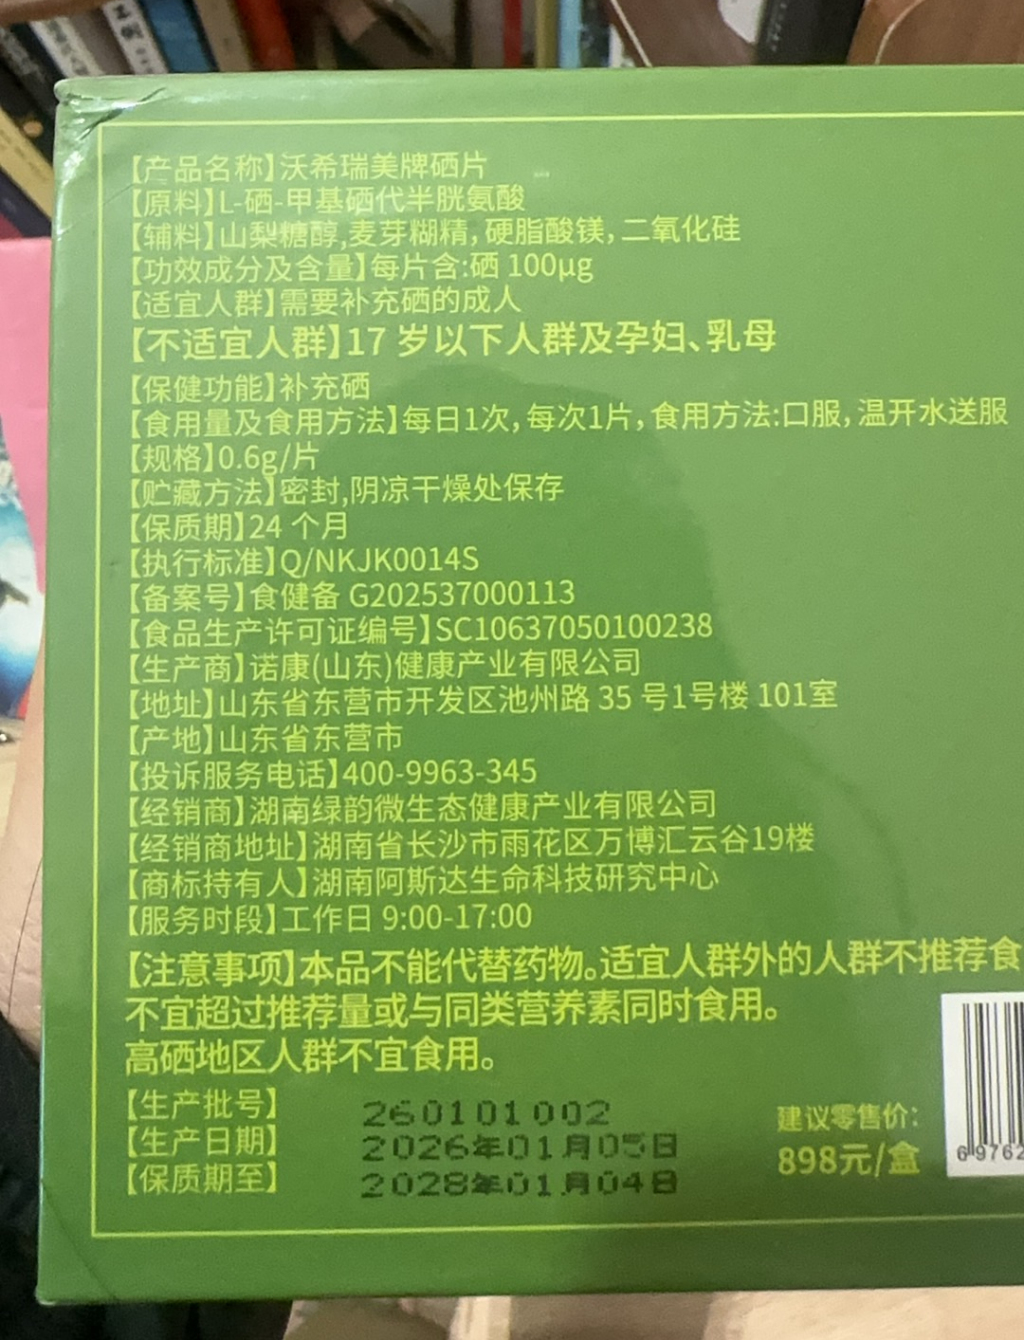 【产品名称】沃希瑞美牌硒片
【原料】L-硒-甲基硒代半胱氨酸
【辅料】山梨糖醇,麦芽糊精,硬脂酸镁,二氧化硅
【功效成分及含量】每片含:硒 100μg
【适宜人群】需要补充硒的成人
【不适宜人群】17 岁以下人群及孕妇、乳母
【保健功能】补充硒
【食用量及食用方法】每日1次,每次1片,食用方法:口服,温开水送服
【规格】0.6g/片
【贮藏方法】密封,阴凉干燥处保存
【保质期】24 个月
【执行标准】Q/NKJK0014S
【备案号】食健备 G202537000113
【食品生产许可证编号】SC10637050100238
【生产商】诺康(山东)健康产业有限公司
【地址】山东省东营市开发区池州路 35 号1号楼 101室
【产地】山东省东营市
【投诉服务电话】400-9963-345
【经销商】湖南绿韵微生态健康产业有限公司
【经销商地址】湖南省长沙市雨花区万博汇云谷19楼
【商标持有人】湖南阿斯达生命科技研究中心
【服务时段】工作日 9:00-17:00
【注意事项】本品不能代替药物。适宜人群外的人群不推荐食
不宜超过推荐量或与同类营养素同时食用。
高硒地区人群不宜食用。
【生产批号】 260101002
【生产日期】 2026年01月05日
【保质期至】 2028年01月04日
建议零售价:
898元/盒
69762